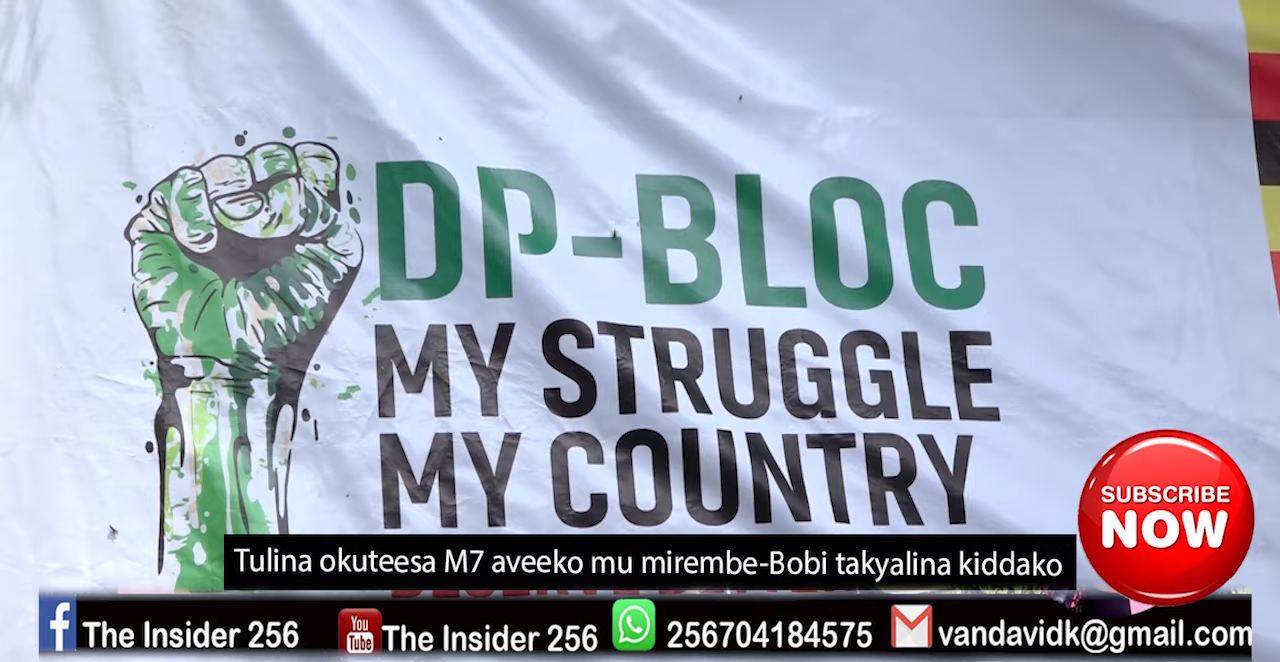 DP-BLOC
MY STRUGGLE
MY COUNTRY
SUBSCRIBE
NOW
Tulina okuteesa M7 aveeko mu mirembe-Bobi takyalina kiddako
The Insider 256
You
Tube
The Insider 256
256704184575
vandavidk@gmail.com